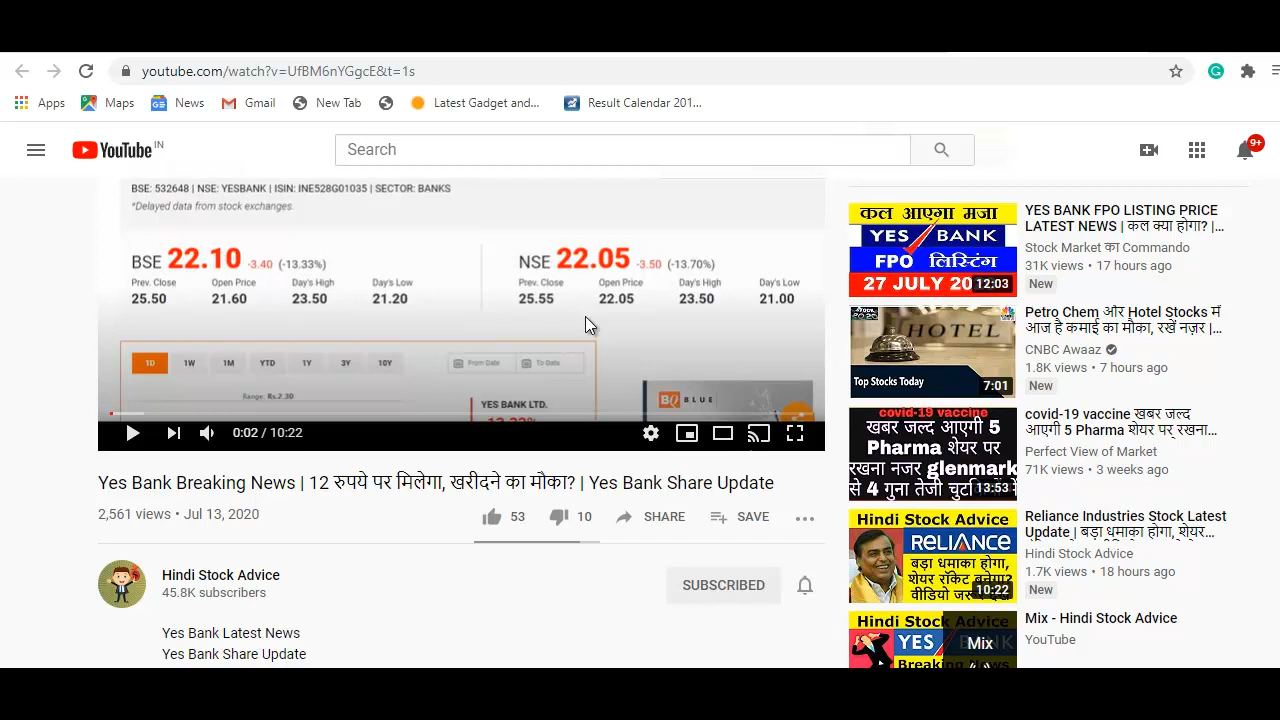 youtube.com/watch?v=UfBM6nYGgcE&t=1s
Apps Maps News Gmail New Tab Latest Gadget and... Result Calendar 201...
YouTube IN
Search
9+
BSE: 532648 | NSE: YESBANK | ISIN: INE528G01035 | SECTOR: BANKS
*Delayed data from stock exchanges.
BSE 22.10 -3.40 (-13.33%)
Prev. Close Open Price Day's High Day's Low
25.50 21.60 23.50 21.20
NSE 22.05 -3.50 (-13.70%)
Prev. Close Open Price Day's High Day's Low
25.55 22.05 23.50 21.00
1D 1W 1M YTD 1Y 3Y 10Y From Date To Date
Range: Rs.2.30
YES BANK LTD.
BQ BLUE
0:02 / 10:22
Yes Bank Breaking News | 12 रुपये पर मिलेगा, खरीदने का मौका? | Yes Bank Share Update
2,561 views • Jul 13, 2020
53 10 SHARE SAVE
Hindi Stock Advice
45.8K subscribers
SUBSCRIBED
Yes Bank Latest News
Yes Bank Share Update
कल आएगा मजा
YES BANK
FPO लिस्टिंग
27 JULY 20
12:03
YES BANK FPO LISTING PRICE
LATEST NEWS | कल क्या होगा? |...
Stock Market का Commando
31K views • 17 hours ago
New
HOTEL
Top Stocks Today
7:01
Petro Chem और Hotel Stocks में
आज है कमाई का मौका, रखें नज़र |...
CNBC Awaaz
1.8K views • 7 hours ago
New
covid-19 vaccine
खबर जल्द आएगी 5
Pharma शेयर पर
रखना नजर glenmark
से 4 गुना तेजी
13:53
covid-19 vaccine खबर जल्द
आएगी 5 Pharma शेयर पर रखना...
Perfect View of Market
71K views • 3 weeks ago
Hindi Stock Advice
RELIANCE
बड़ा धमाका होगा,
शेयर रॉकेट बनेगा?
वीडियो
10:22
Reliance Industries Stock Latest
Update | बड़ा धमाका होगा, शेयर...
Hindi Stock Advice
1.7K views • 18 hours ago
New
Hindi Stock Advice
YES BANK
Breaking News
Mix
Mix - Hindi Stock Advice
YouTube